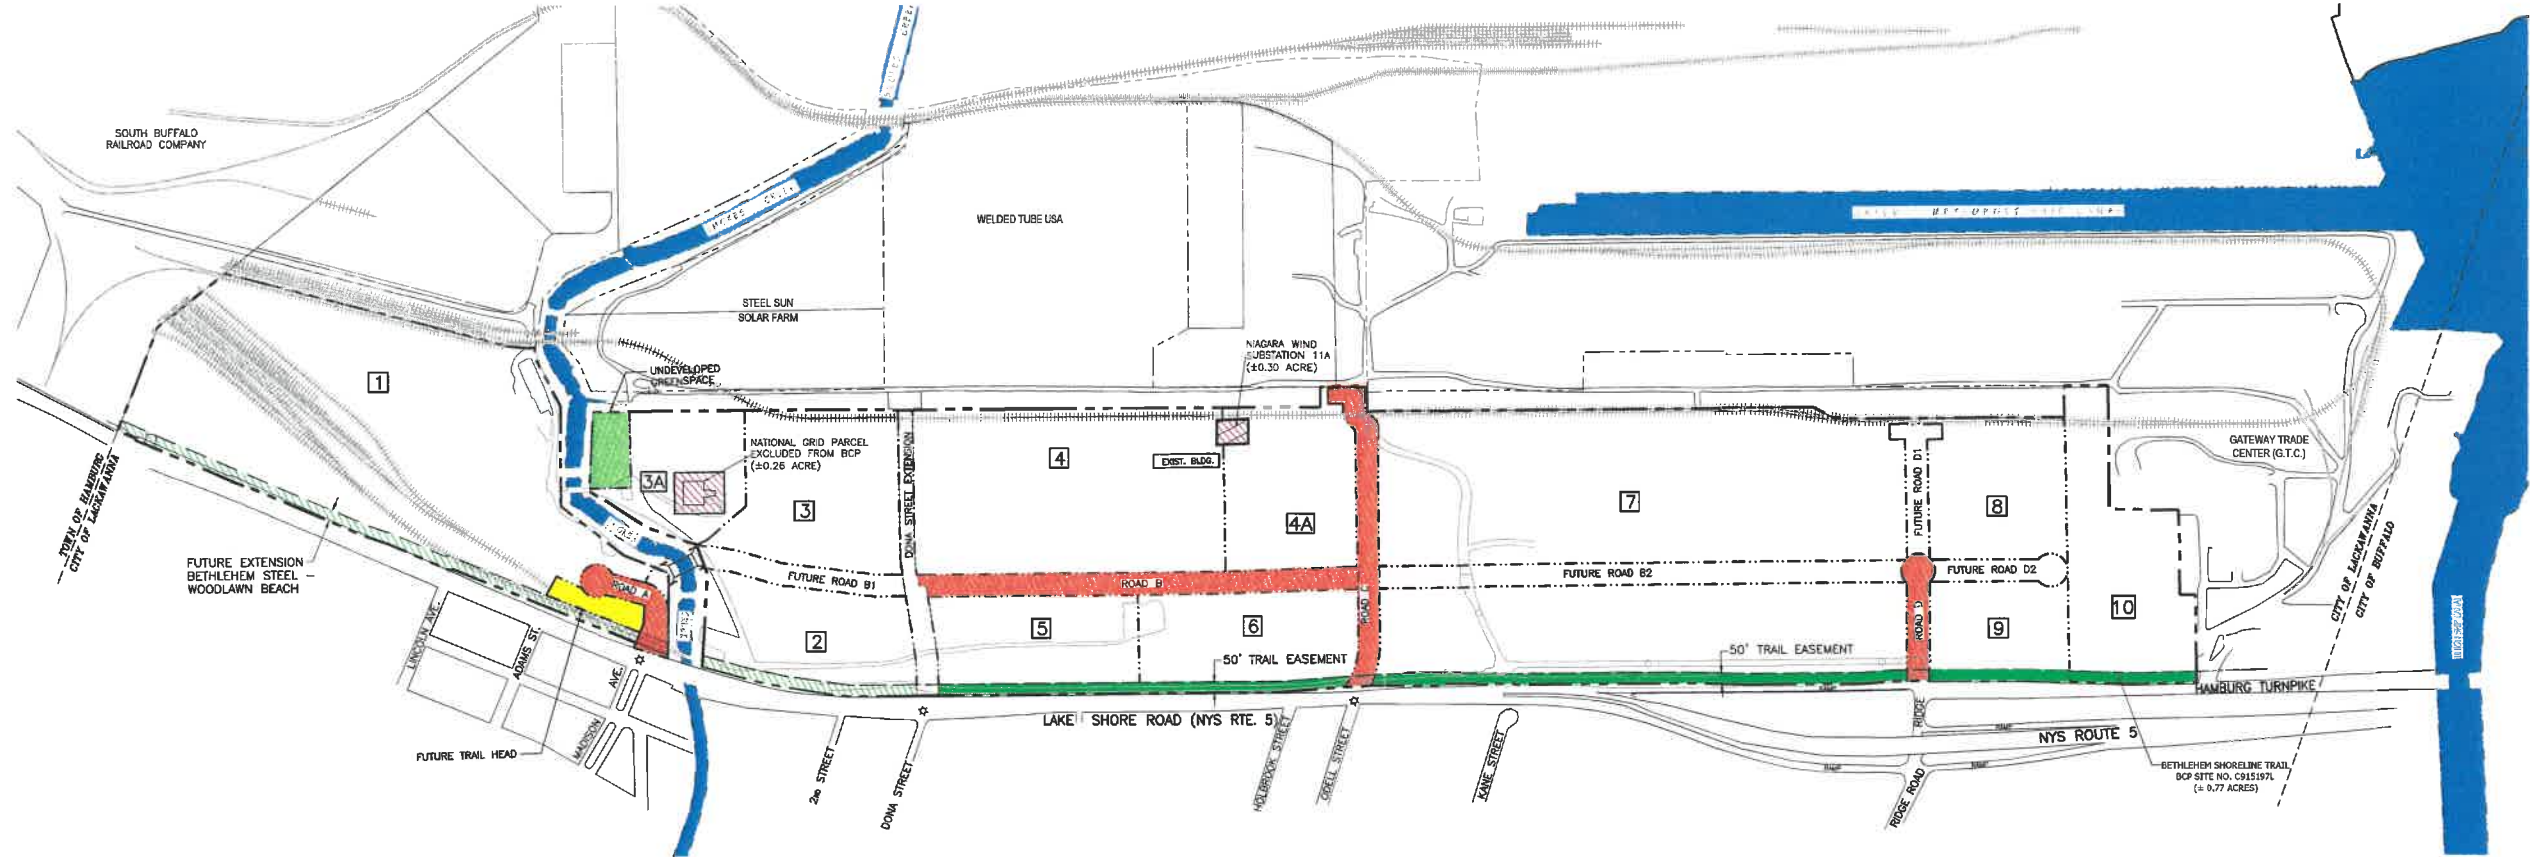 SOUTH BUFFALO
RAILROAD COMPANY
WELDED TUBE USA
STEEL SUN
SOLAR FARM
NIAGARA WIND
SUBSTATION 11A
(±0.30 ACRE)
UNDEVELOPED
GREENSPACE
1
NATIONAL GRID PARCEL
EXCLUDED FROM BCP
(±0.26 ACRE)
3A
3
DONA STREET EXTENSION
4
EXIST. BLDG.
4A
7
FUTURE ROAD D1
8
GATEWAY TRADE
CENTER (G.T.C.)
TOWN OF HAMBURG
CITY OF LACKAWANNA
CITY OF LACKAWANNA
CITY OF BUFFALO
FUTURE EXTENSION
BETHLEHEM STEEL –
WOODLAWN BEACH
ROAD A
FUTURE ROAD B1
ROAD B
ROAD C
FUTURE ROAD B2
FUTURE ROAD D2
ROAD D
2
5
6
9
10
50' TRAIL EASEMENT
50' TRAIL EASEMENT
LINCOLN AVE.
ADAMS ST.
MADISON
AVE.
FUTURE TRAIL HEAD
2ND STREET
DONA STREET
LAKE SHORE ROAD (NYS RTE. 5)
HOLBROOK STREET
ODELL STREET
KANE STREET
RIDGE
RIDGE ROAD
HAMBURG TURNPIKE
NYS ROUTE 5
BETHLEHEM SHORELINE TRAIL
BCP SITE NO. C915197L
(± 0.77 ACRES)